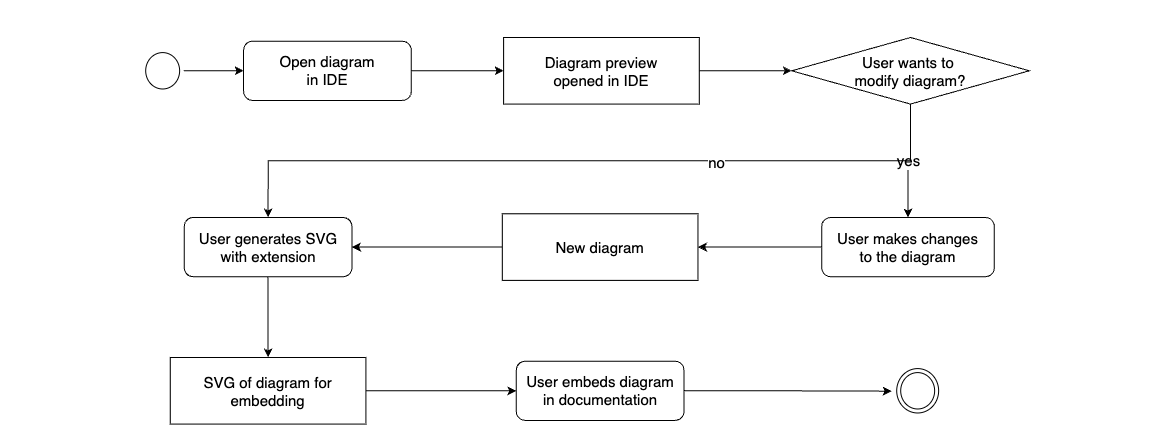 Open diagram
in IDE
Diagram preview
opened in IDE
User wants to
modify diagram?
no
yes
User generates SVG
with extension
New diagram
User makes changes
to the diagram
SVG of diagram for
embedding
User embeds diagram
in documentation